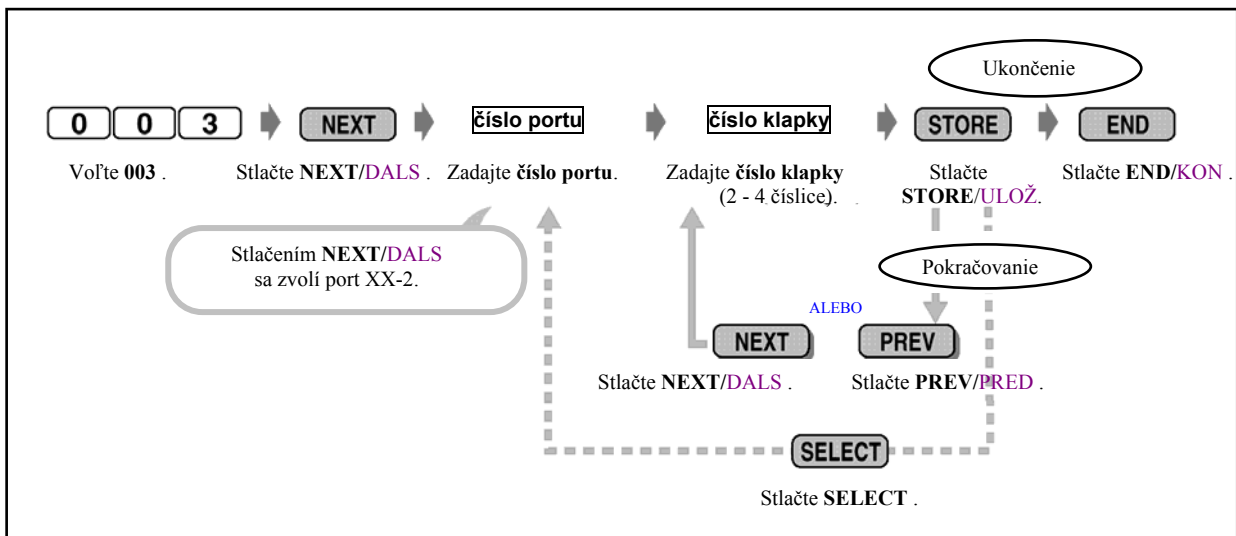 Ukončenie
0 0 3 NEXT číslo portu číslo klapky STORE END
Voľte 003 . Stlačte NEXT/DALS . Zadajte číslo portu. Zadajte číslo klapky Stlačte Stlačte END/KON .
(2 - 4 číslice). STORE/ULOŽ.
Stlačením NEXT/DALS
sa zvolí port XX-2.
Pokračovanie
ALEBO
NEXT PREV
Stlačte NEXT/DALS . Stlačte PREV/PRED .
SELECT
Stlačte SELECT .